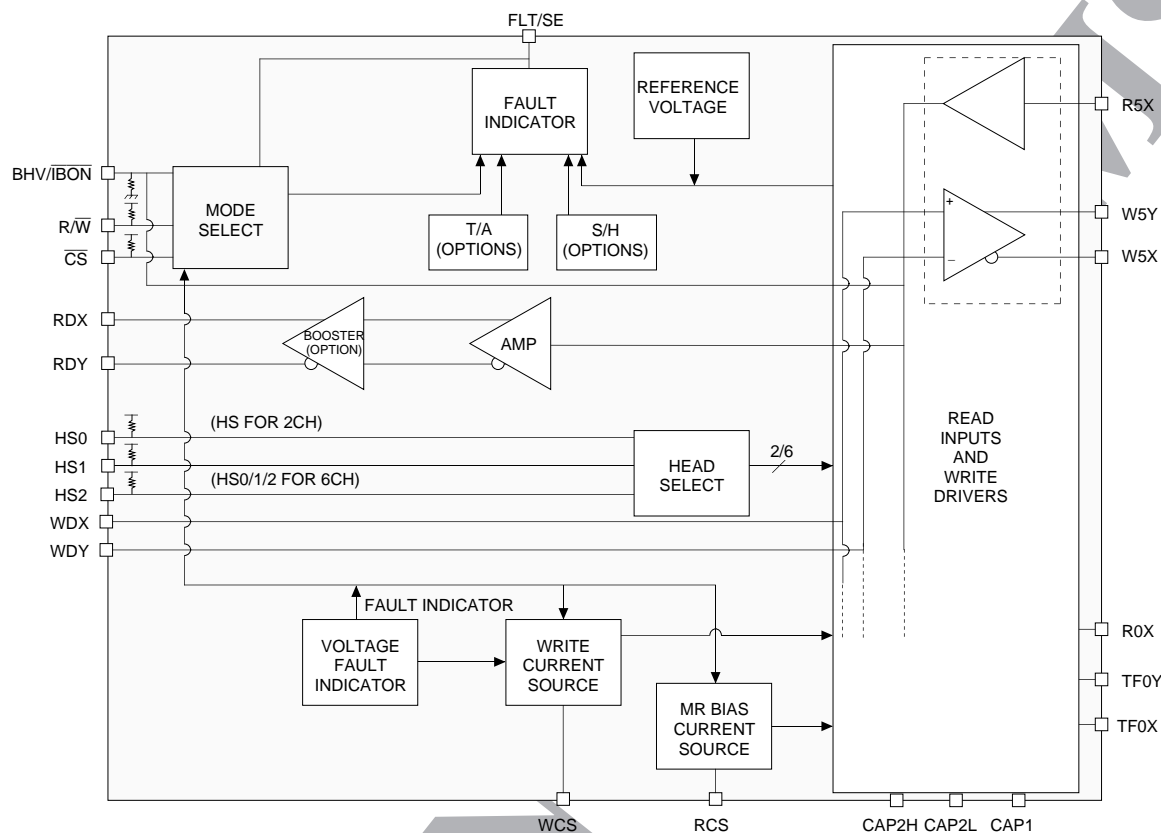 FLT/SE
FAULT
INDICATOR
REFERENCE
VOLTAGE
R5X
BHV/IBON
MODE
SELECT
R/W
CS
T/A
(OPTIONS)
S/H
(OPTIONS)
+
−
W5Y
W5X
RDX
RDY
BOOSTER
(OPTION)
AMP
HS0
(HS FOR 2CH)
HS1
(HS0/1/2 FOR 6CH)
HS2
HEAD
SELECT
2/6
READ
INPUTS
AND
WRITE
DRIVERS
WDX
WDY
FAULT INDICATOR
VOLTAGE
FAULT
INDICATOR
WRITE
CURRENT
SOURCE
MR BIAS
CURRENT
SOURCE
R0X
TF0Y
TF0X
WCS
RCS
CAP2H
CAP2L
CAP1